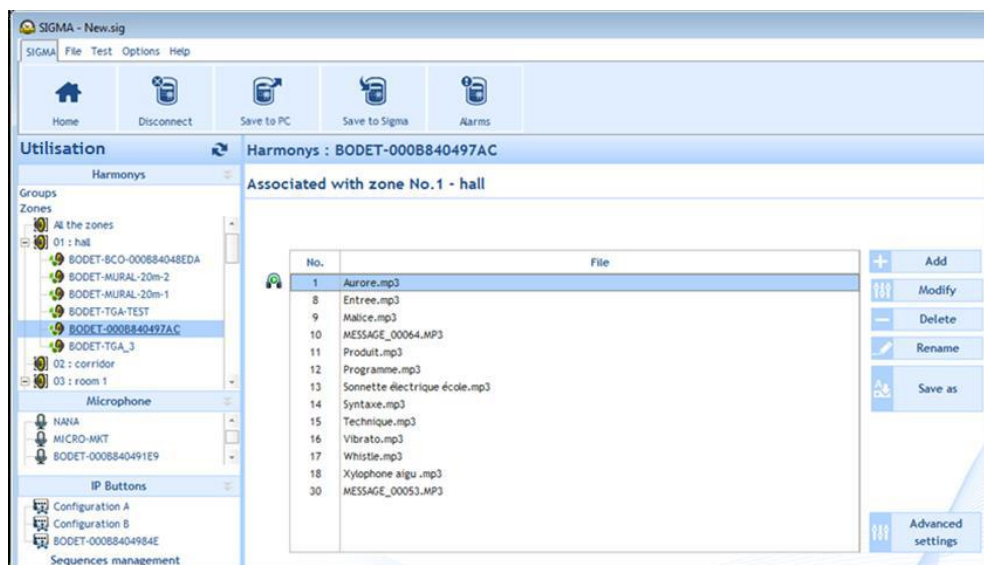 SIGMA - New.sig
SIGMA File Test Options Help
Home Disconnect Save to PC Save to Sigma Alarms
Utilisation
Harmonys
Groups
Zones
All the zones
01 : hall
BODET-BCO-000B84048EDA
BODET-MURAL-20m-2
BODET-MURAL-20m-1
BODET-TGA-TEST
BODET-000B840497AC
BODET-TGA_3
02 : corridor
03 : room 1
Microphone
NANA
MICRO-MKT
BODET-000B840491E9
IP Buttons
Configuration A
Configuration B
BODET-000B8404984E
Sequences management
Harmonys : BODET-000B840497AC
Associated with zone No.1 - hall
No. File
1 Aurore.mp3
8 Entree.mp3
9 Malice.mp3
10 MESSAGE_00064.MP3
11 Produit.mp3
12 Programme.mp3
13 Sonnette électrique école.mp3
14 Syntaxe.mp3
15 Technique.mp3
16 Vibrato.mp3
17 Whistle.mp3
18 Xylophone aigu .mp3
30 MESSAGE_00053.MP3
Add
Modify
Delete
Rename
Save as
Advanced
settings